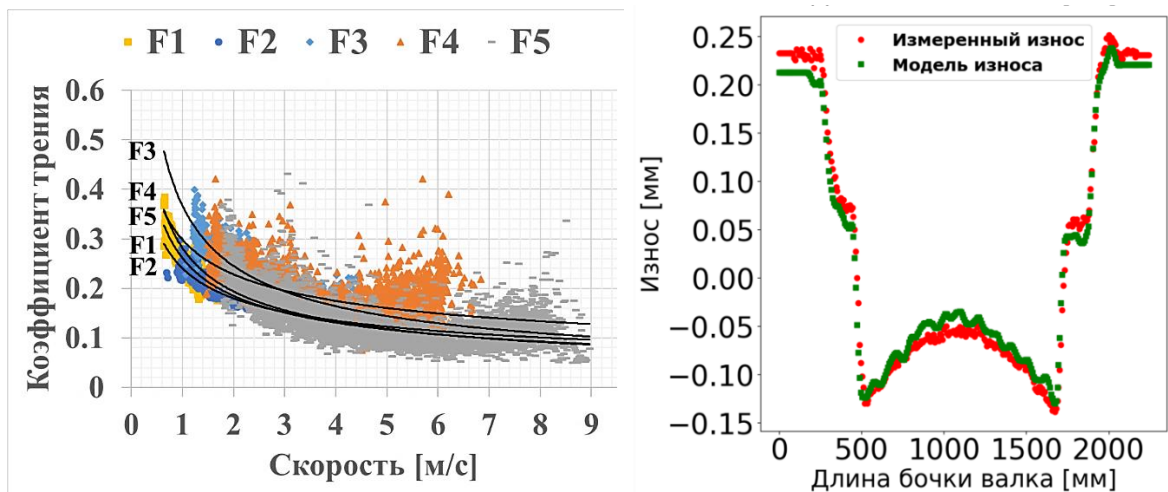 F1 F2 F3 F4 F5
Коэффициент трения
0.6
0.5
0.4
0.3
0.2
0.1
0
F3
F4
F5
F1
F2
0 1 2 3 4 5 6 7 8 9
Скорость [м/с]
Износ [мм]
0.25
0.20
0.15
0.10
0.05
0.00
−0.05
−0.10
−0.15
Измеренный износ
Модель износа
0 500 1000 1500 2000
Длина бочки валка [мм]